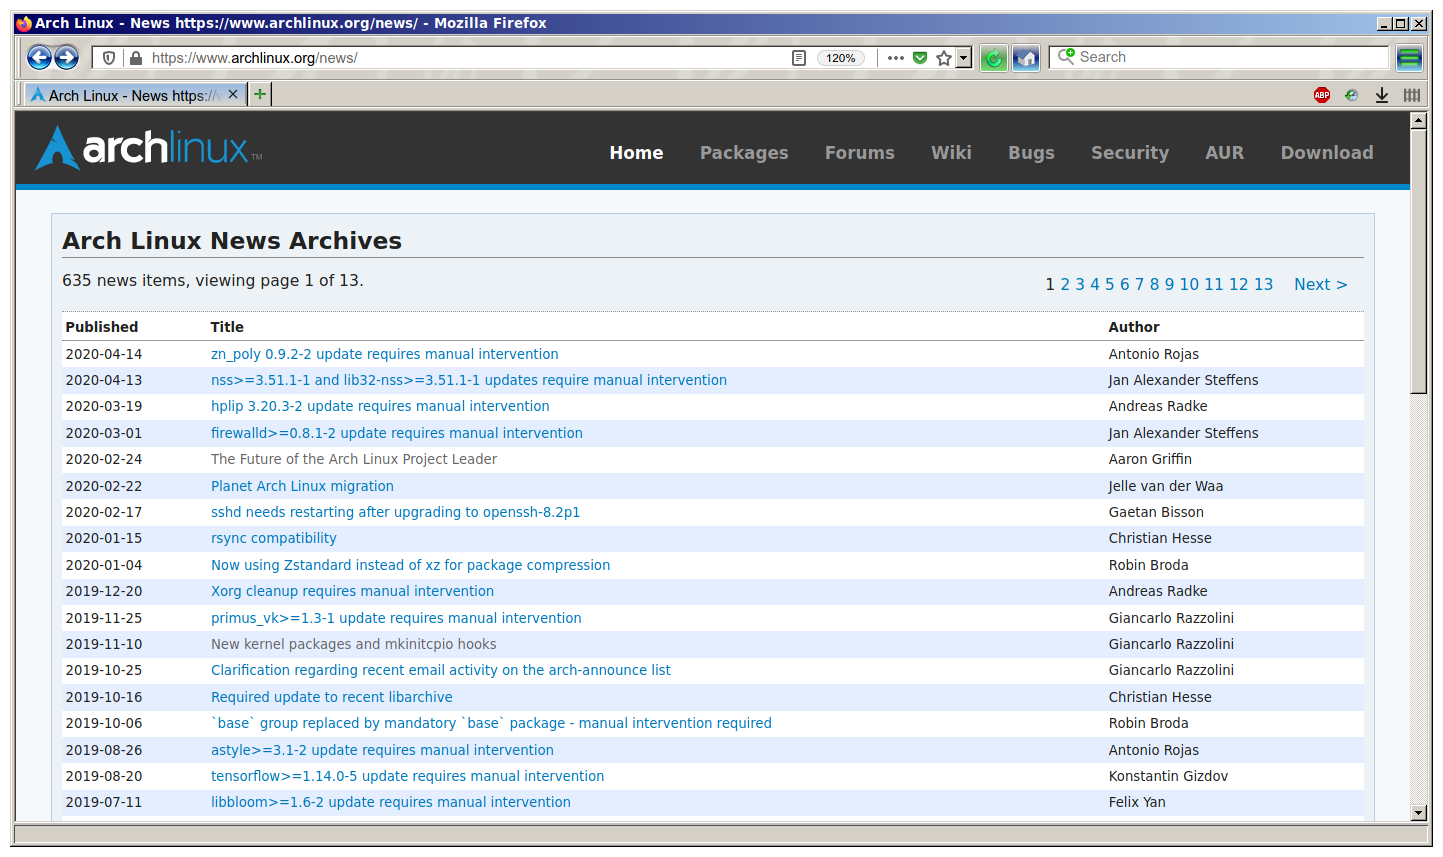 Arch Linux - News https://www.archlinux.org/news/ - Mozilla Firefox
https://www.archlinux.org/news/
120%
Search
Arch Linux - News https://
ABP
archlinux™
Home Packages Forums Wiki Bugs Security AUR Download
Arch Linux News Archives
635 news items, viewing page 1 of 13.
1 2 3 4 5 6 7 8 9 10 11 12 13 Next >
Published Title Author
2020-04-14 zn_poly 0.9.2-2 update requires manual intervention Antonio Rojas
2020-04-13 nss>=3.51.1-1 and lib32-nss>=3.51.1-1 updates require manual intervention Jan Alexander Steffens
2020-03-19 hplip 3.20.3-2 update requires manual intervention Andreas Radke
2020-03-01 firewalld>=0.8.1-2 update requires manual intervention Jan Alexander Steffens
2020-02-24 The Future of the Arch Linux Project Leader Aaron Griffin
2020-02-22 Planet Arch Linux migration Jelle van der Waa
2020-02-17 sshd needs restarting after upgrading to openssh-8.2p1 Gaetan Bisson
2020-01-15 rsync compatibility Christian Hesse
2020-01-04 Now using Zstandard instead of xz for package compression Robin Broda
2019-12-20 Xorg cleanup requires manual intervention Andreas Radke
2019-11-25 primus_vk>=1.3-1 update requires manual intervention Giancarlo Razzolini
2019-11-10 New kernel packages and mkinitcpio hooks Giancarlo Razzolini
2019-10-25 Clarification regarding recent email activity on the arch-announce list Giancarlo Razzolini
2019-10-16 Required update to recent libarchive Christian Hesse
2019-10-06 `base` group replaced by mandatory `base` package - manual intervention required Robin Broda
2019-08-26 astyle>=3.1-2 update requires manual intervention Antonio Rojas
2019-08-20 tensorflow>=1.14.0-5 update requires manual intervention Konstantin Gizdov
2019-07-11 libbloom>=1.6-2 update requires manual intervention Felix Yan